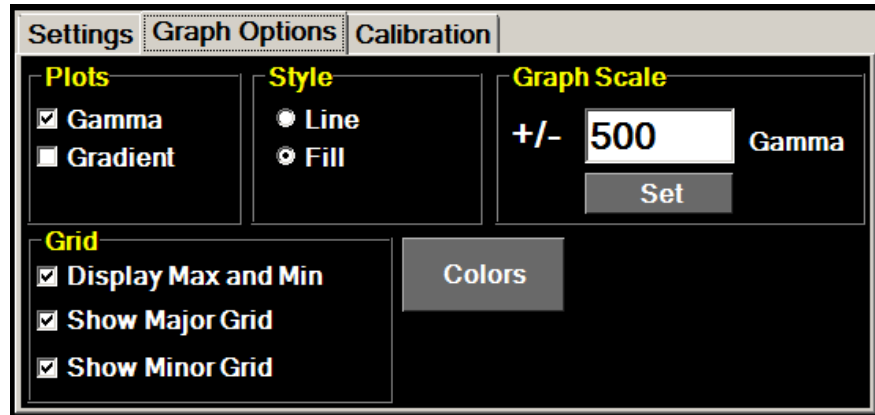 Settings Graph Options Calibration
Plots
Gamma
Gradient
Style
Line
Fill
Graph Scale
+/- 500 Gamma
Set
Grid
Display Max and Min
Show Major Grid
Show Minor Grid
Colors